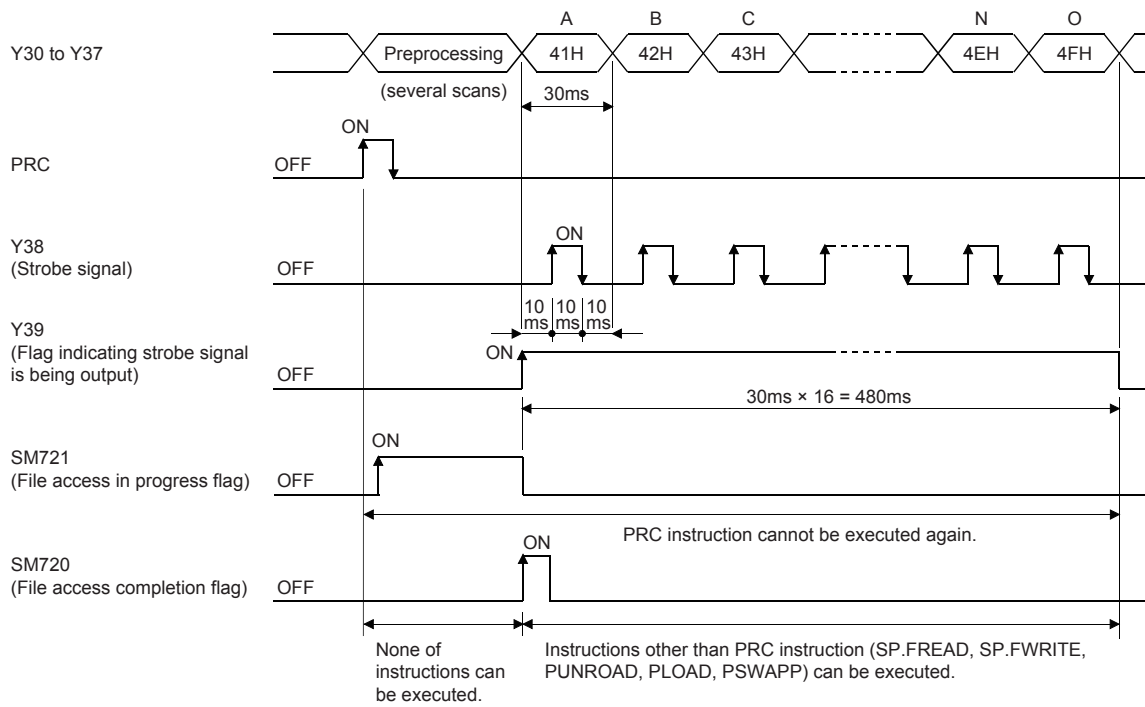 A B C N O
Y30 to Y37 Preprocessing 41H 42H 43H 4EH 4FH
(several scans) 30ms
ON
PRC OFF
Y38
(Strobe signal) OFF ON
10 ms 10 ms 10 ms
Y39
(Flag indicating strobe signal
is being output) OFF ON
30ms × 16 = 480ms
SM721
(File access in progress flag) OFF ON
PRC instruction cannot be executed again.
SM720
(File access completion flag) OFF ON
None of
instructions can
be executed.
Instructions other than PRC instruction (SP.FREAD, SP.FWRITE,
PUNROAD, PLOAD, PSWAPP) can be executed.